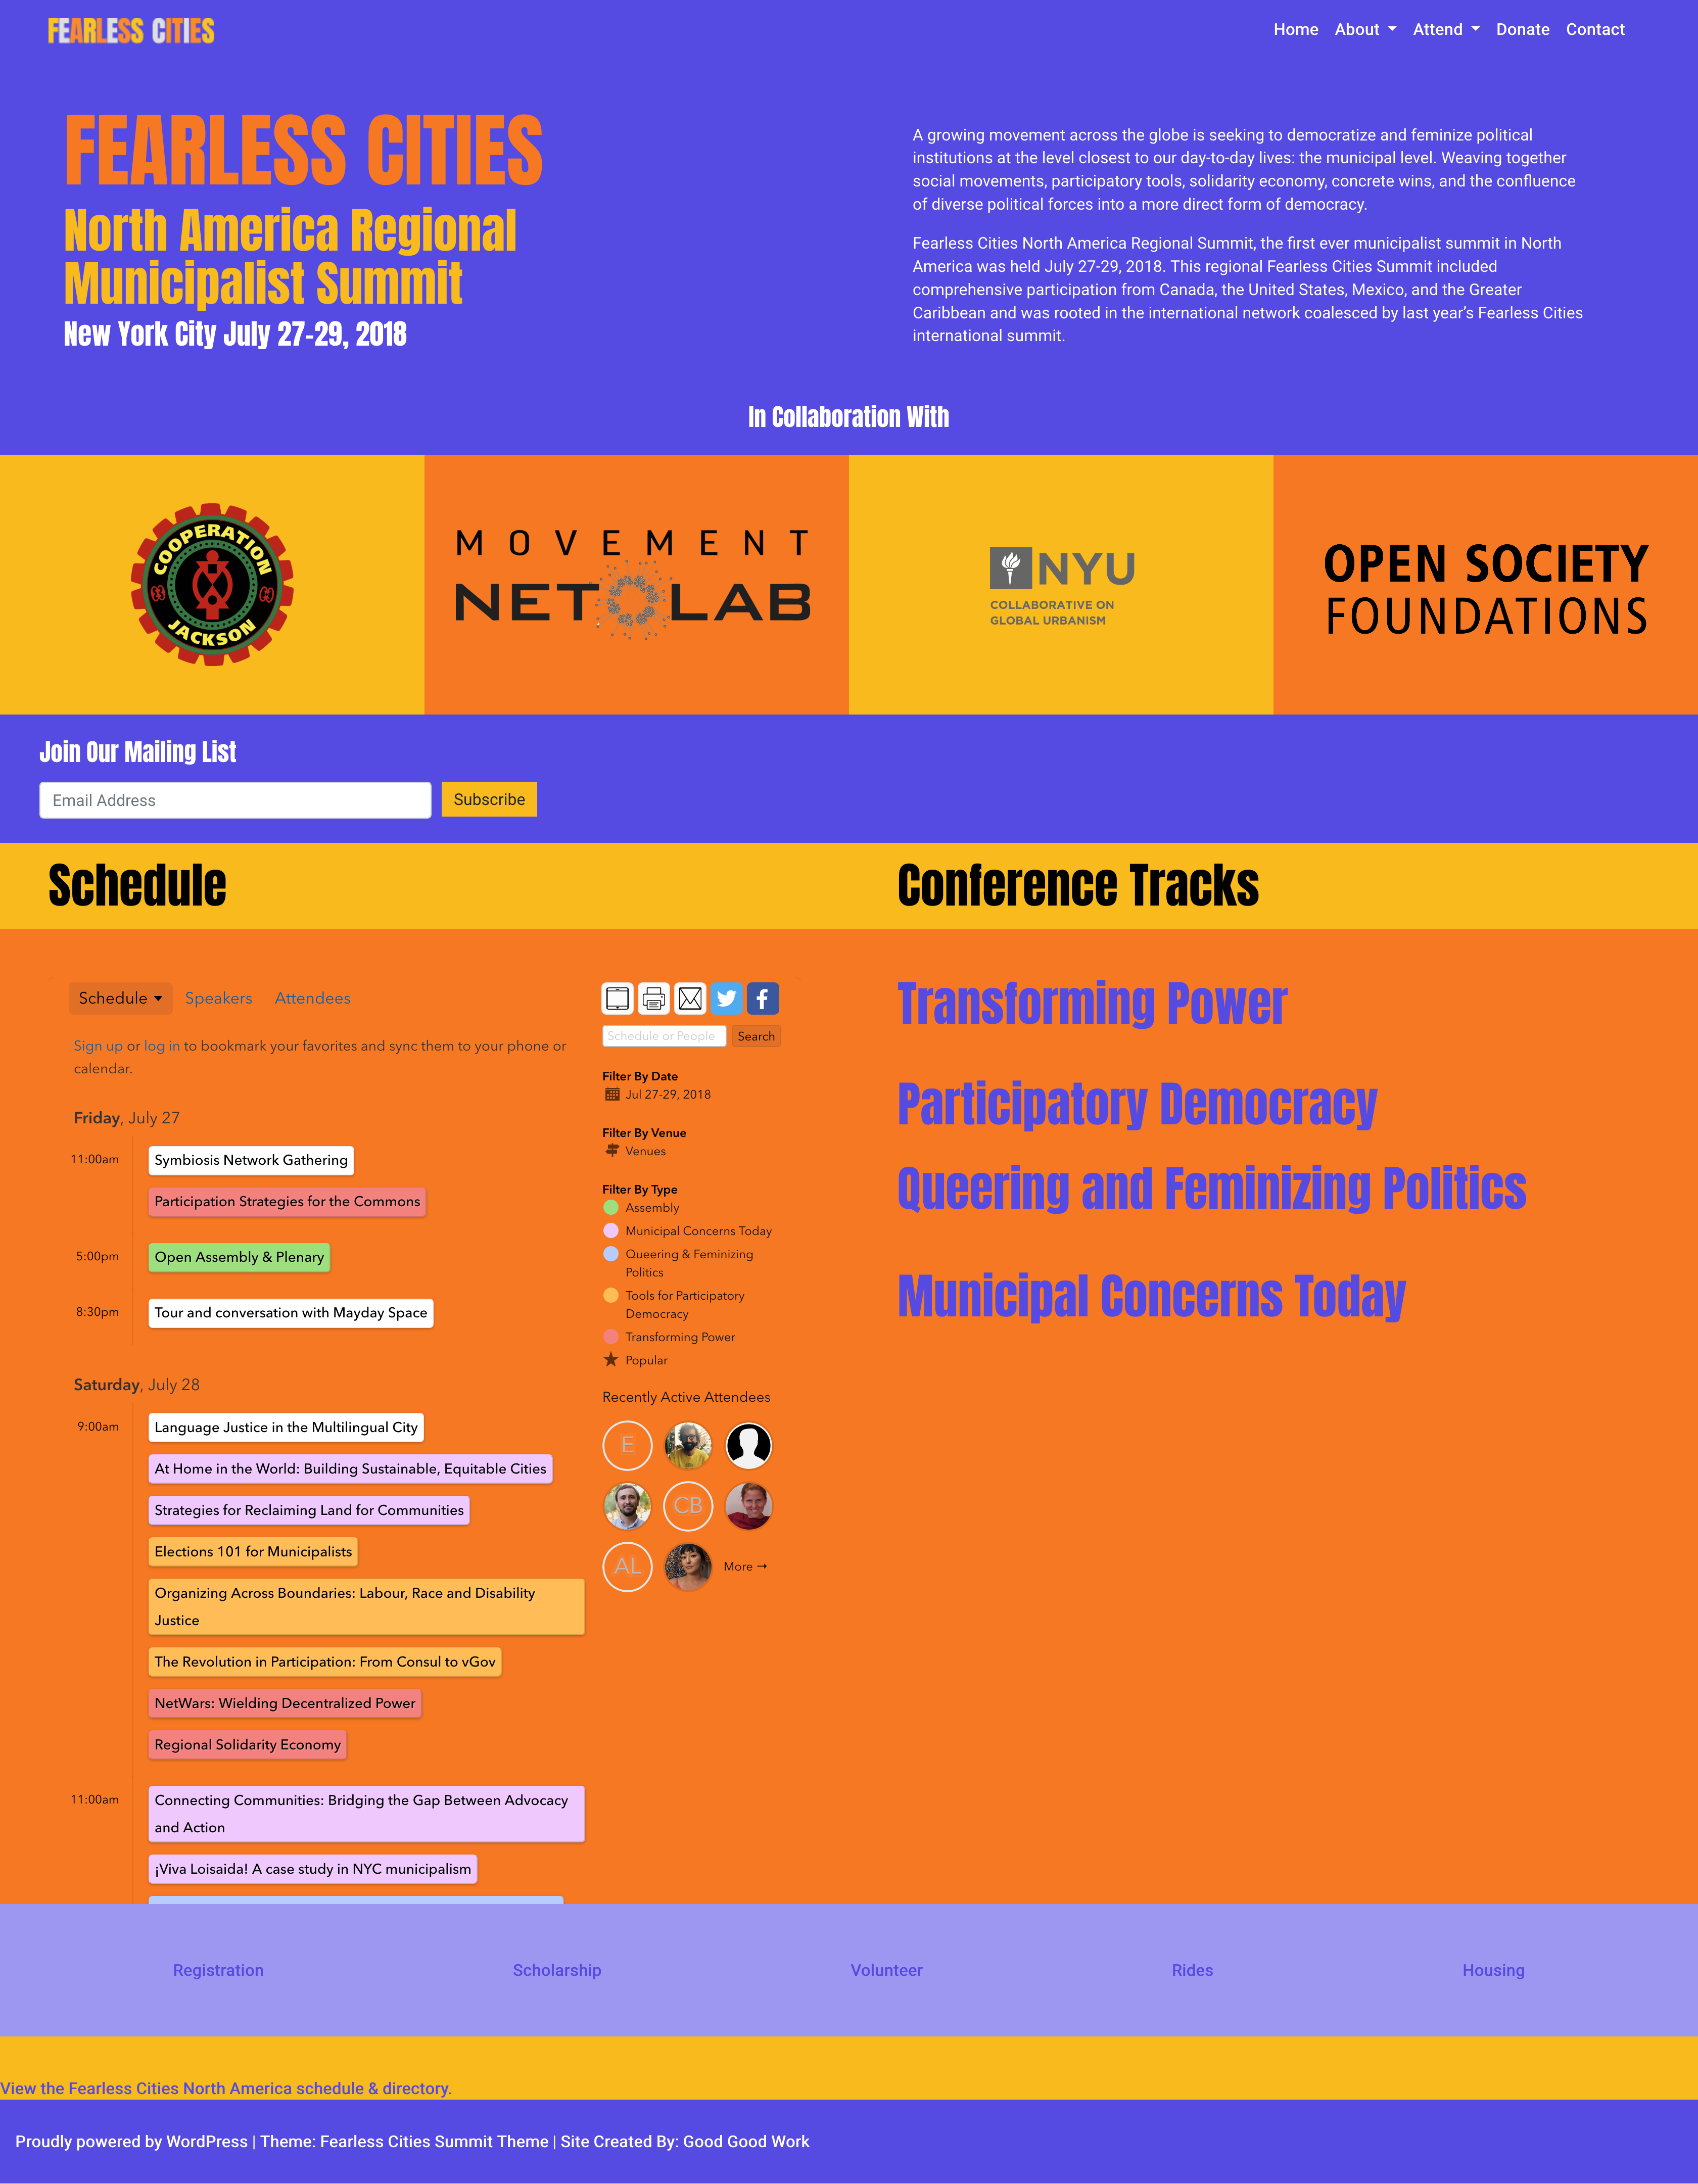 FEARLESS CITIES
Home
About
Attend
Donate
Contact
FEARLESS CITIES
North America Regional
Municipalist Summit
New York City July 27-29, 2018
A growing movement across the globe is seeking to democratize and feminize political
institutions at the level closest to our day-to-day lives: the municipal level. Weaving together
social movements, participatory tools, solidarity economy, concrete wins, and the confluence
of diverse political forces into a more direct form of democracy.
Fearless Cities North America Regional Summit, the first ever municipalist summit in North
America was held July 27-29, 2018. This regional Fearless Cities Summit included
comprehensive participation from Canada, the United States, Mexico, and the Greater
Caribbean and was rooted in the international network coalesced by last year's Fearless Cities
international summit.
In Collaboration With
COOPERATION
JACKSON
MOVEMENT
NET LAB
NYU
COLLABORATIVE ON
GLOBAL URBANISM
OPEN SOCIETY
FOUNDATIONS
Join Our Mailing List
Email Address
Subscribe
Schedule
Conference Tracks
Schedule
Speakers
Attendees
Sign up or log in to bookmark your favorites and sync them to your phone or
calendar.
Friday, July 27
11:00am
Symbiosis Network Gathering
Participation Strategies for the Commons
5:00pm
Open Assembly & Plenary
8:30pm
Tour and conversation with Mayday Space
Saturday, July 28
9:00am
Language Justice in the Multilingual City
At Home in the World: Building Sustainable, Equitable Cities
Strategies for Reclaiming Land for Communities
Elections 101 for Municipalists
Organizing Across Boundaries: Labour, Race and Disability
Justice
The Revolution in Participation: From Consul to vGov
NetWars: Wielding Decentralized Power
Regional Solidarity Economy
11:00am
Connecting Communities: Bridging the Gap Between Advocacy
and Action
¡Viva Loisaida! A case study in NYC municipalism
Schedule or People
Search
Filter By Date
Jul 27-29, 2018
Filter By Venue
Venues
Filter By Type
Assembly
Municipal Concerns Today
Queering & Feminizing
Politics
Tools for Participatory
Democracy
Transforming Power
Popular
Recently Active Attendees
E
CB
AL
More →
Transforming Power
Participatory Democracy
Queering and Feminizing Politics
Municipal Concerns Today
Registration
Scholarship
Volunteer
Rides
Housing
View the Fearless Cities North America schedule & directory.
Proudly powered by WordPress | Theme: Fearless Cities Summit Theme | Site Created By: Good Good Work